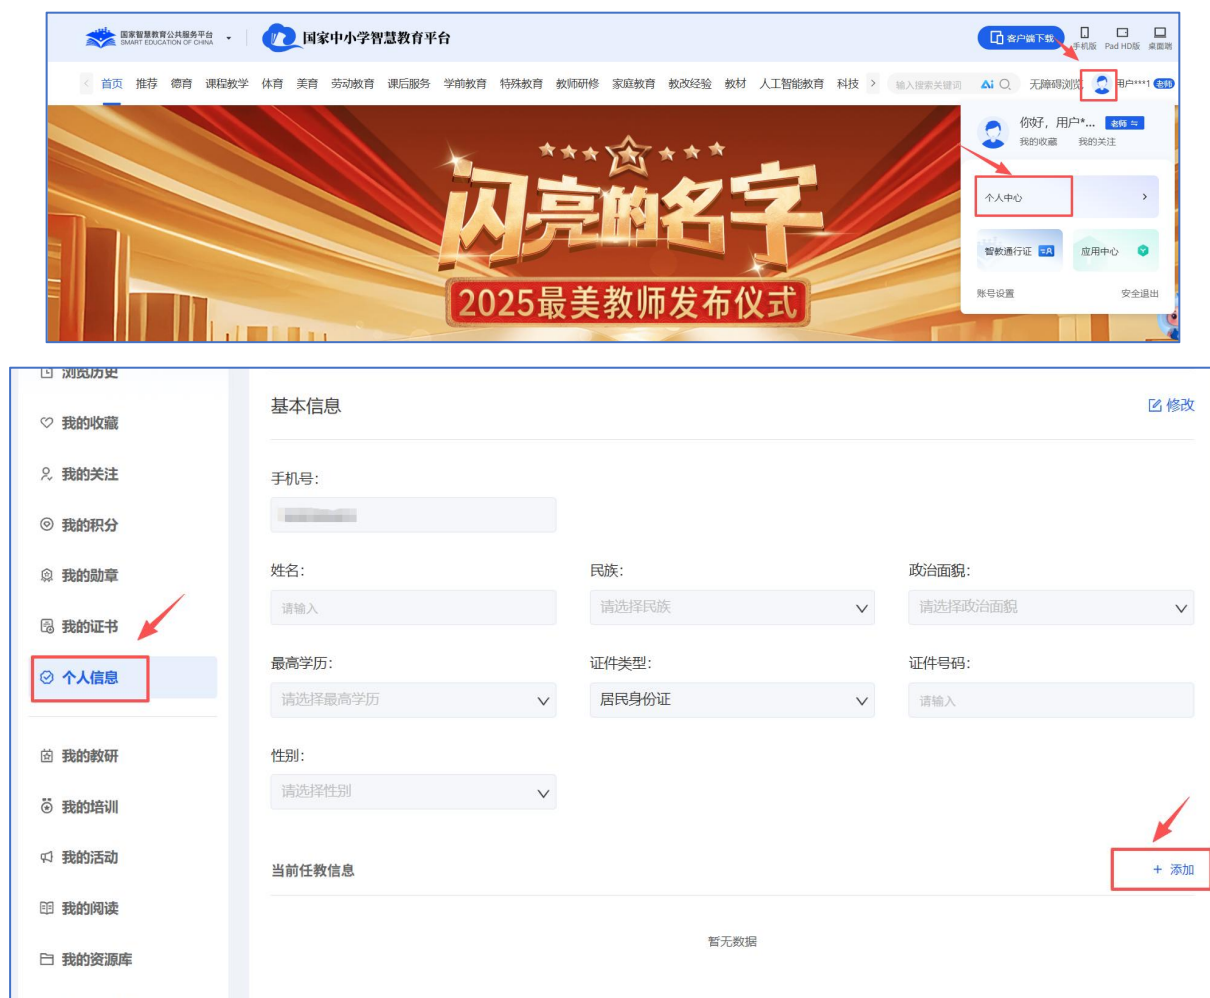 国家智慧教育公共服务平台
SMART EDUCATION OF CHINA
国家中小学智慧教育平台
客户端下载
手机版 Pad HD版 桌面端
首页 推荐 德育 课程教学 体育 美育 劳动教育 课后服务 学前教育 特殊教育 教师研修 家庭教育 教改经验 教材 人工智能教育 科技 > 输入搜索关键词 Ai 无障碍浏览 用户***1 老师
闪亮的名字
2025最美教师发布仪式
你好，用户*... 老师
我的收藏 我的关注
个人中心 >
智教通行证 应用中心
账号设置 安全退出
浏览历史
我的收藏
我的关注
我的积分
我的勋章
我的证书
个人信息
我的教研
我的培训
我的活动
我的阅读
我的资源库
基本信息 修改
手机号：
姓名： 民族： 政治面貌：
请输入 请选择民族 请选择政治面貌
最高学历： 证件类型： 证件号码：
请选择最高学历 居民身份证 请输入
性别：
请选择性别
当前任教信息 + 添加
暂无数据